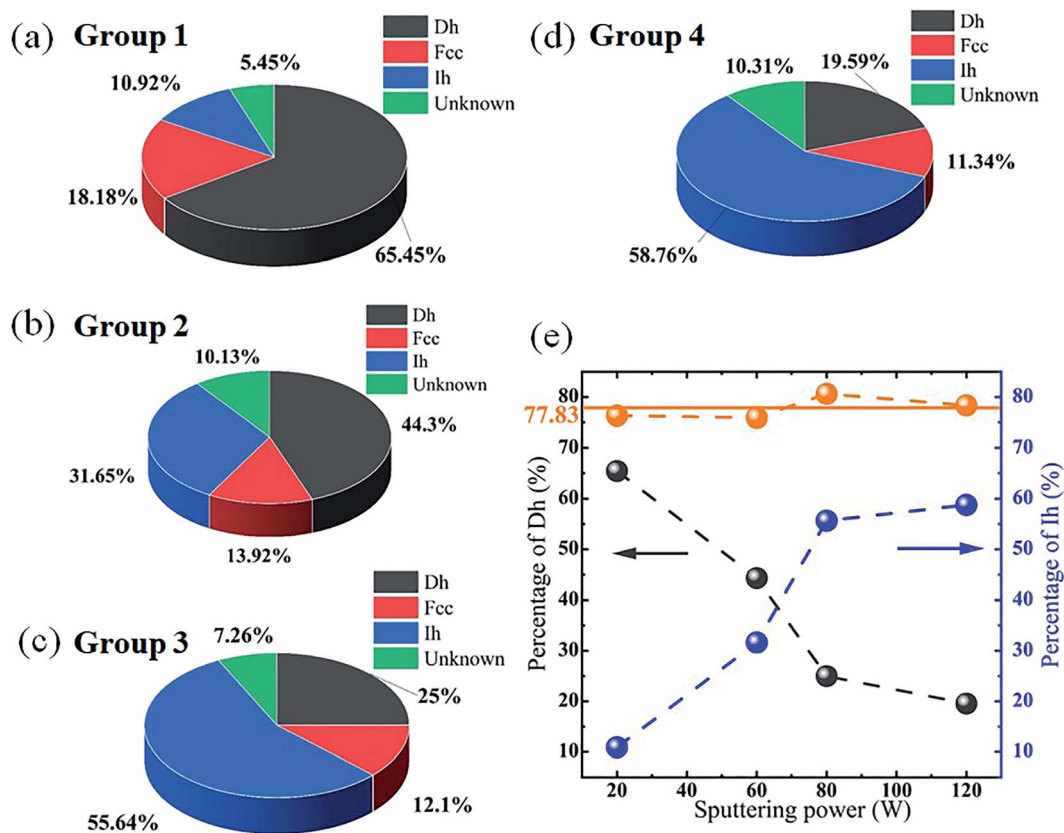 (a) Group 1
Dh
Fcc
Ih
Unknown
5.45%
10.92%
18.18%
65.45%
(b) Group 2
Dh
Fcc
Ih
Unknown
10.13%
44.3%
31.65%
13.92%
(c) Group 3
Dh
Fcc
Ih
Unknown
7.26%
25%
12.1%
55.64%
(d) Group 4
Dh
Fcc
Ih
Unknown
10.31%
19.59%
11.34%
58.76%
(e)
80
77.83
70
60
50
40
30
20
10
Percentage of Dh (%)
80
70
60
50
40
30
20
10
Percentage of Ih (%)
20 40 60 80 100 120
Sputtering power (W)